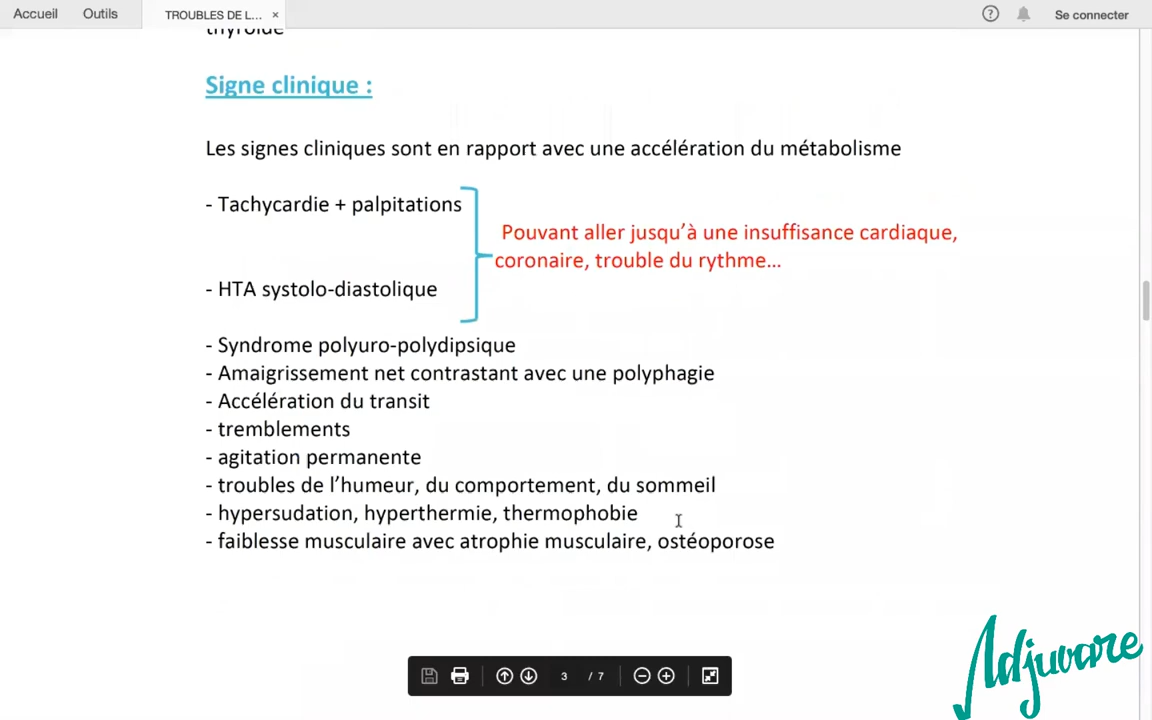 Accueil Outils TROUBLES DE L... × ? Se connecter
thyroïde
Signe clinique :
Les signes cliniques sont en rapport avec une accélération du métabolisme
- Tachycardie + palpitations
Pouvant aller jusqu’à une insuffisance cardiaque,
coronaire, trouble du rythme…
- HTA systolo-diastolique
- Syndrome polyuro-polydipsique
- Amaigrissement net contrastant avec une polyphagie
- Accélération du transit
- tremblements
- agitation permanente
- troubles de l’humeur, du comportement, du sommeil
- hypersudation, hyperthermie, thermophobie
- faiblesse musculaire avec atrophie musculaire, ostéoporose
Adjuvare
3 / 7